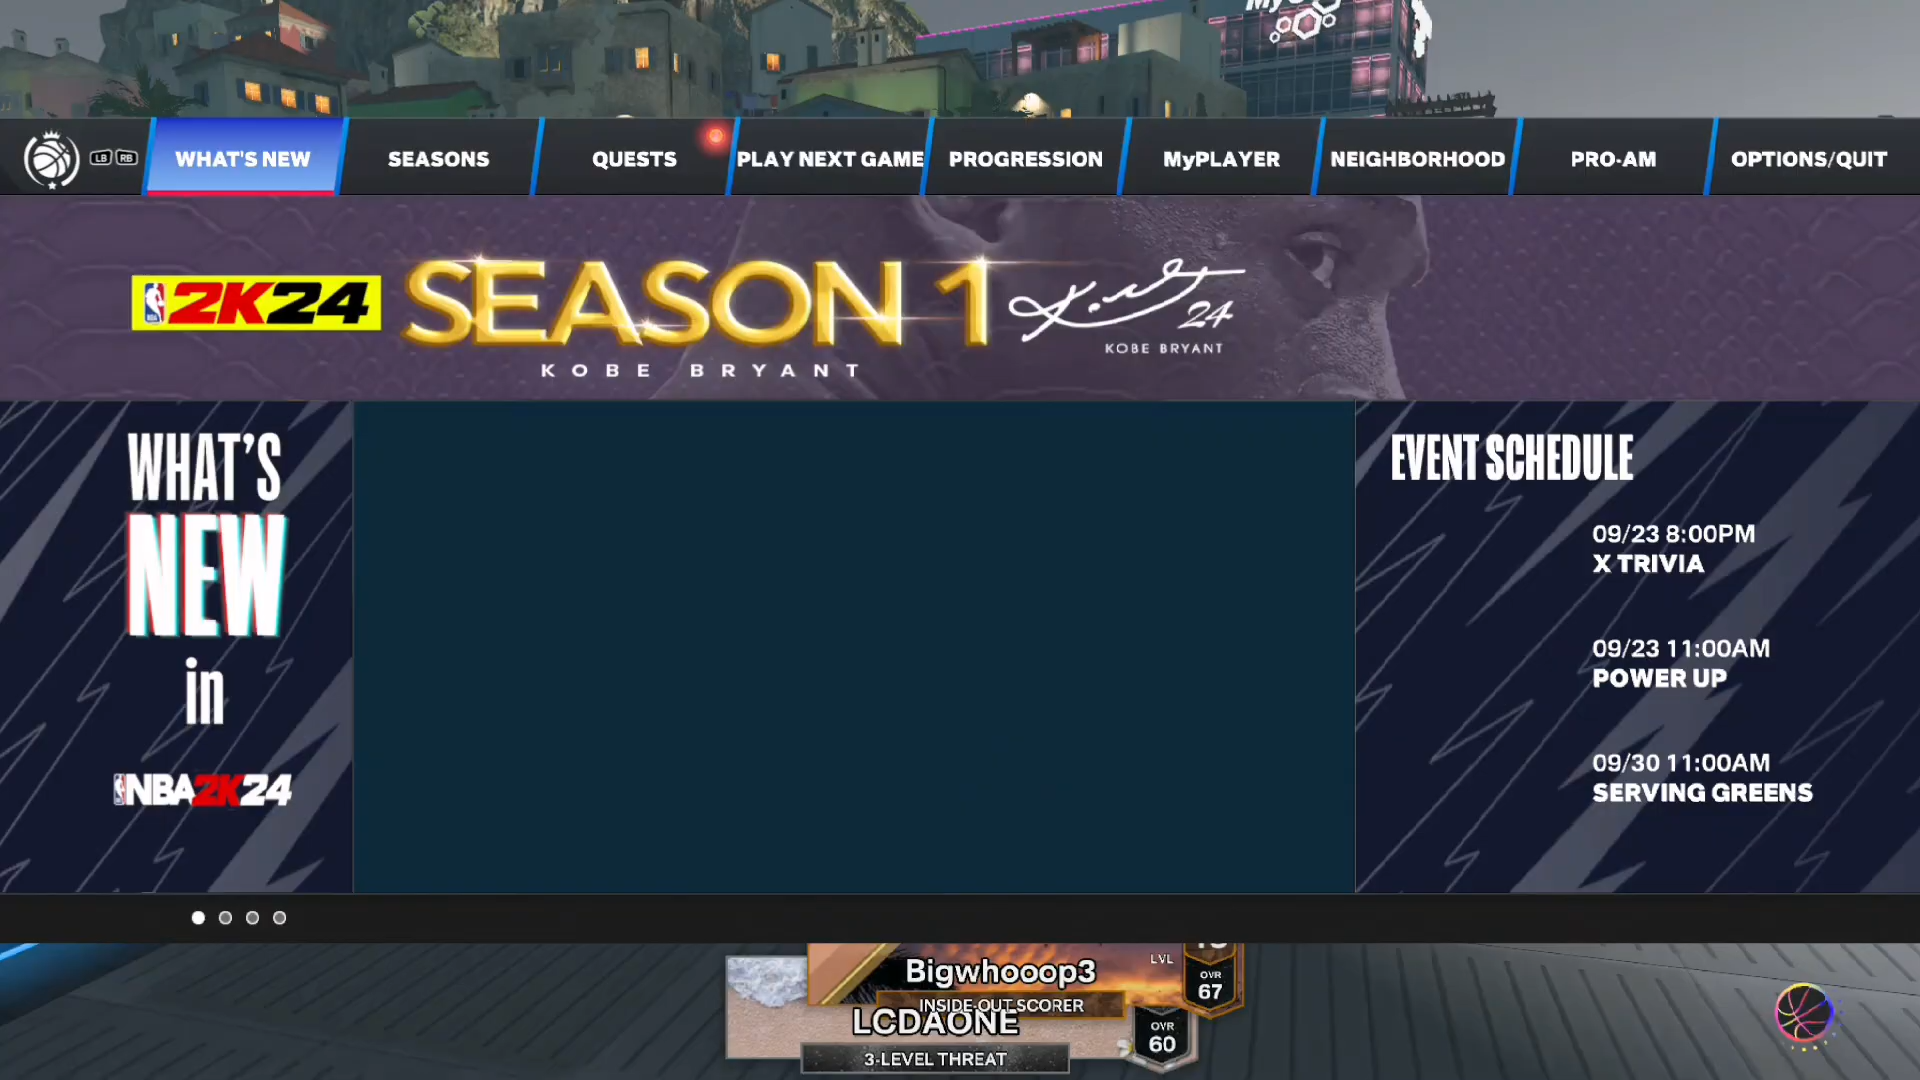 My
LB RB
WHAT'S NEW
SEASONS
QUESTS
PLAY NEXT GAME
PROGRESSION
MyPLAYER
NEIGHBORHOOD
PRO-AM
OPTIONS/QUIT
2K24
SEASON 1
24
KOBE BRYANT
KOBE BRYANT
WHAT'S
NEW
in
NBA2K24
EVENT SCHEDULE
09/23 8:00PM
X TRIVIA
09/23 11:00AM
POWER UP
09/30 11:00AM
SERVING GREENS
Bigwhooop3
LVL
OVR
67
INSIDE-OUT SCORER
LCDAONE
OVR
60
3-LEVEL THREAT